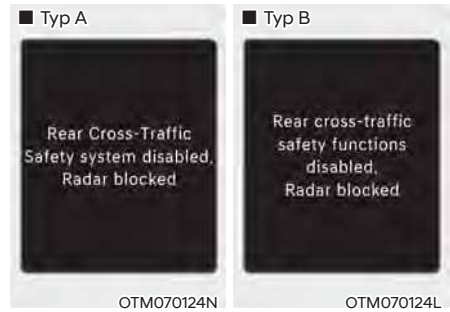 ■ Typ A
Rear Cross-Traffic
Safety system disabled.
Radar blocked
OTM070124N
■ Typ B
Rear cross-traffic
safety functions
disabled.
Radar blocked
OTM070124L